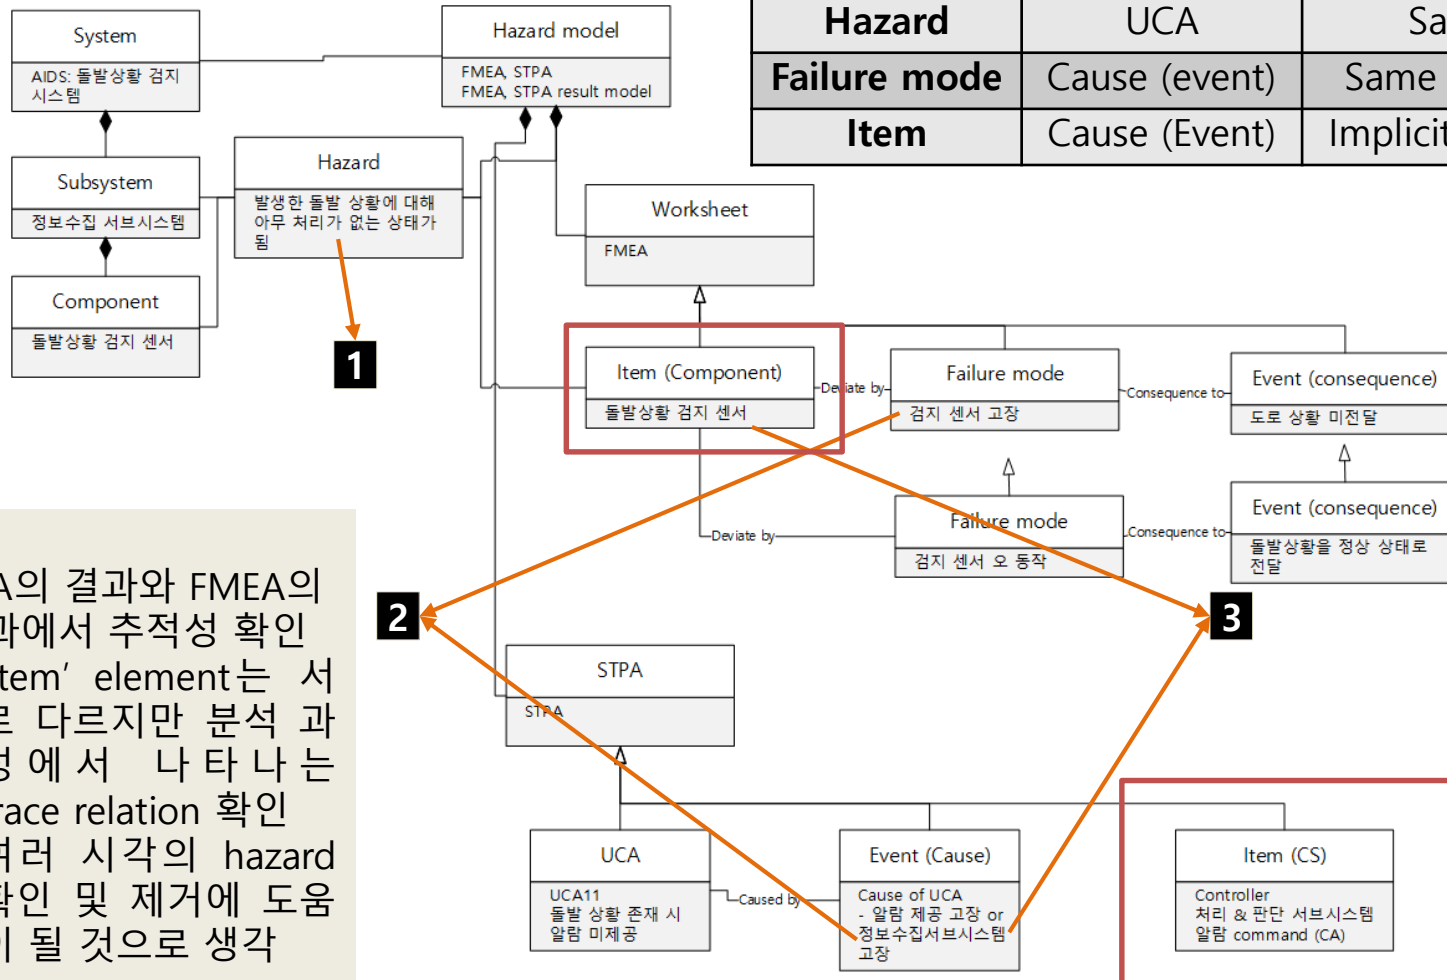 System
AIDS: 돌발상황 검지
시스템
Hazard model
FMEA, STPA
FMEA, STPA result model
Hazard UCA Sa
Failure mode Cause (event) Same
Item Cause (Event) Implicit
Subsystem
정보수집 서브시스템
Hazard
발생한 돌발 상황에 대해
아무 처리가 없는 상태가
됨
Component
돌발상황 검지 센서
1
Worksheet
FMEA
Item (Component)
돌발상황 검지 센서
Deviate by
Failure mode
검지 센서 고장
Consequence to
Event (consequence)
도로 상황 미전달
Deviate by
Failure mode
검지 센서 오 동작
Consequence to
Event (consequence)
돌발상황을 정상 상태로
전달
2
3
A의 결과와 FMEA의
과에서 추적성 확인
tem’ element는 서
로 다르지만 분석 과
정에서 나타나는
race relation 확인
여러 시각의 hazard
확인 및 제거에 도움
이 될 것으로 생각
STPA
STPA
UCA
UCA11
돌발 상황 존재 시
알람 미제공
Caused by
Event (Cause)
Cause of UCA
- 알람 제공 고장 or
정보수집서브시스템
고장
Item (CS)
Controller
처리 & 판단 서브시스템
알람 command (CA)